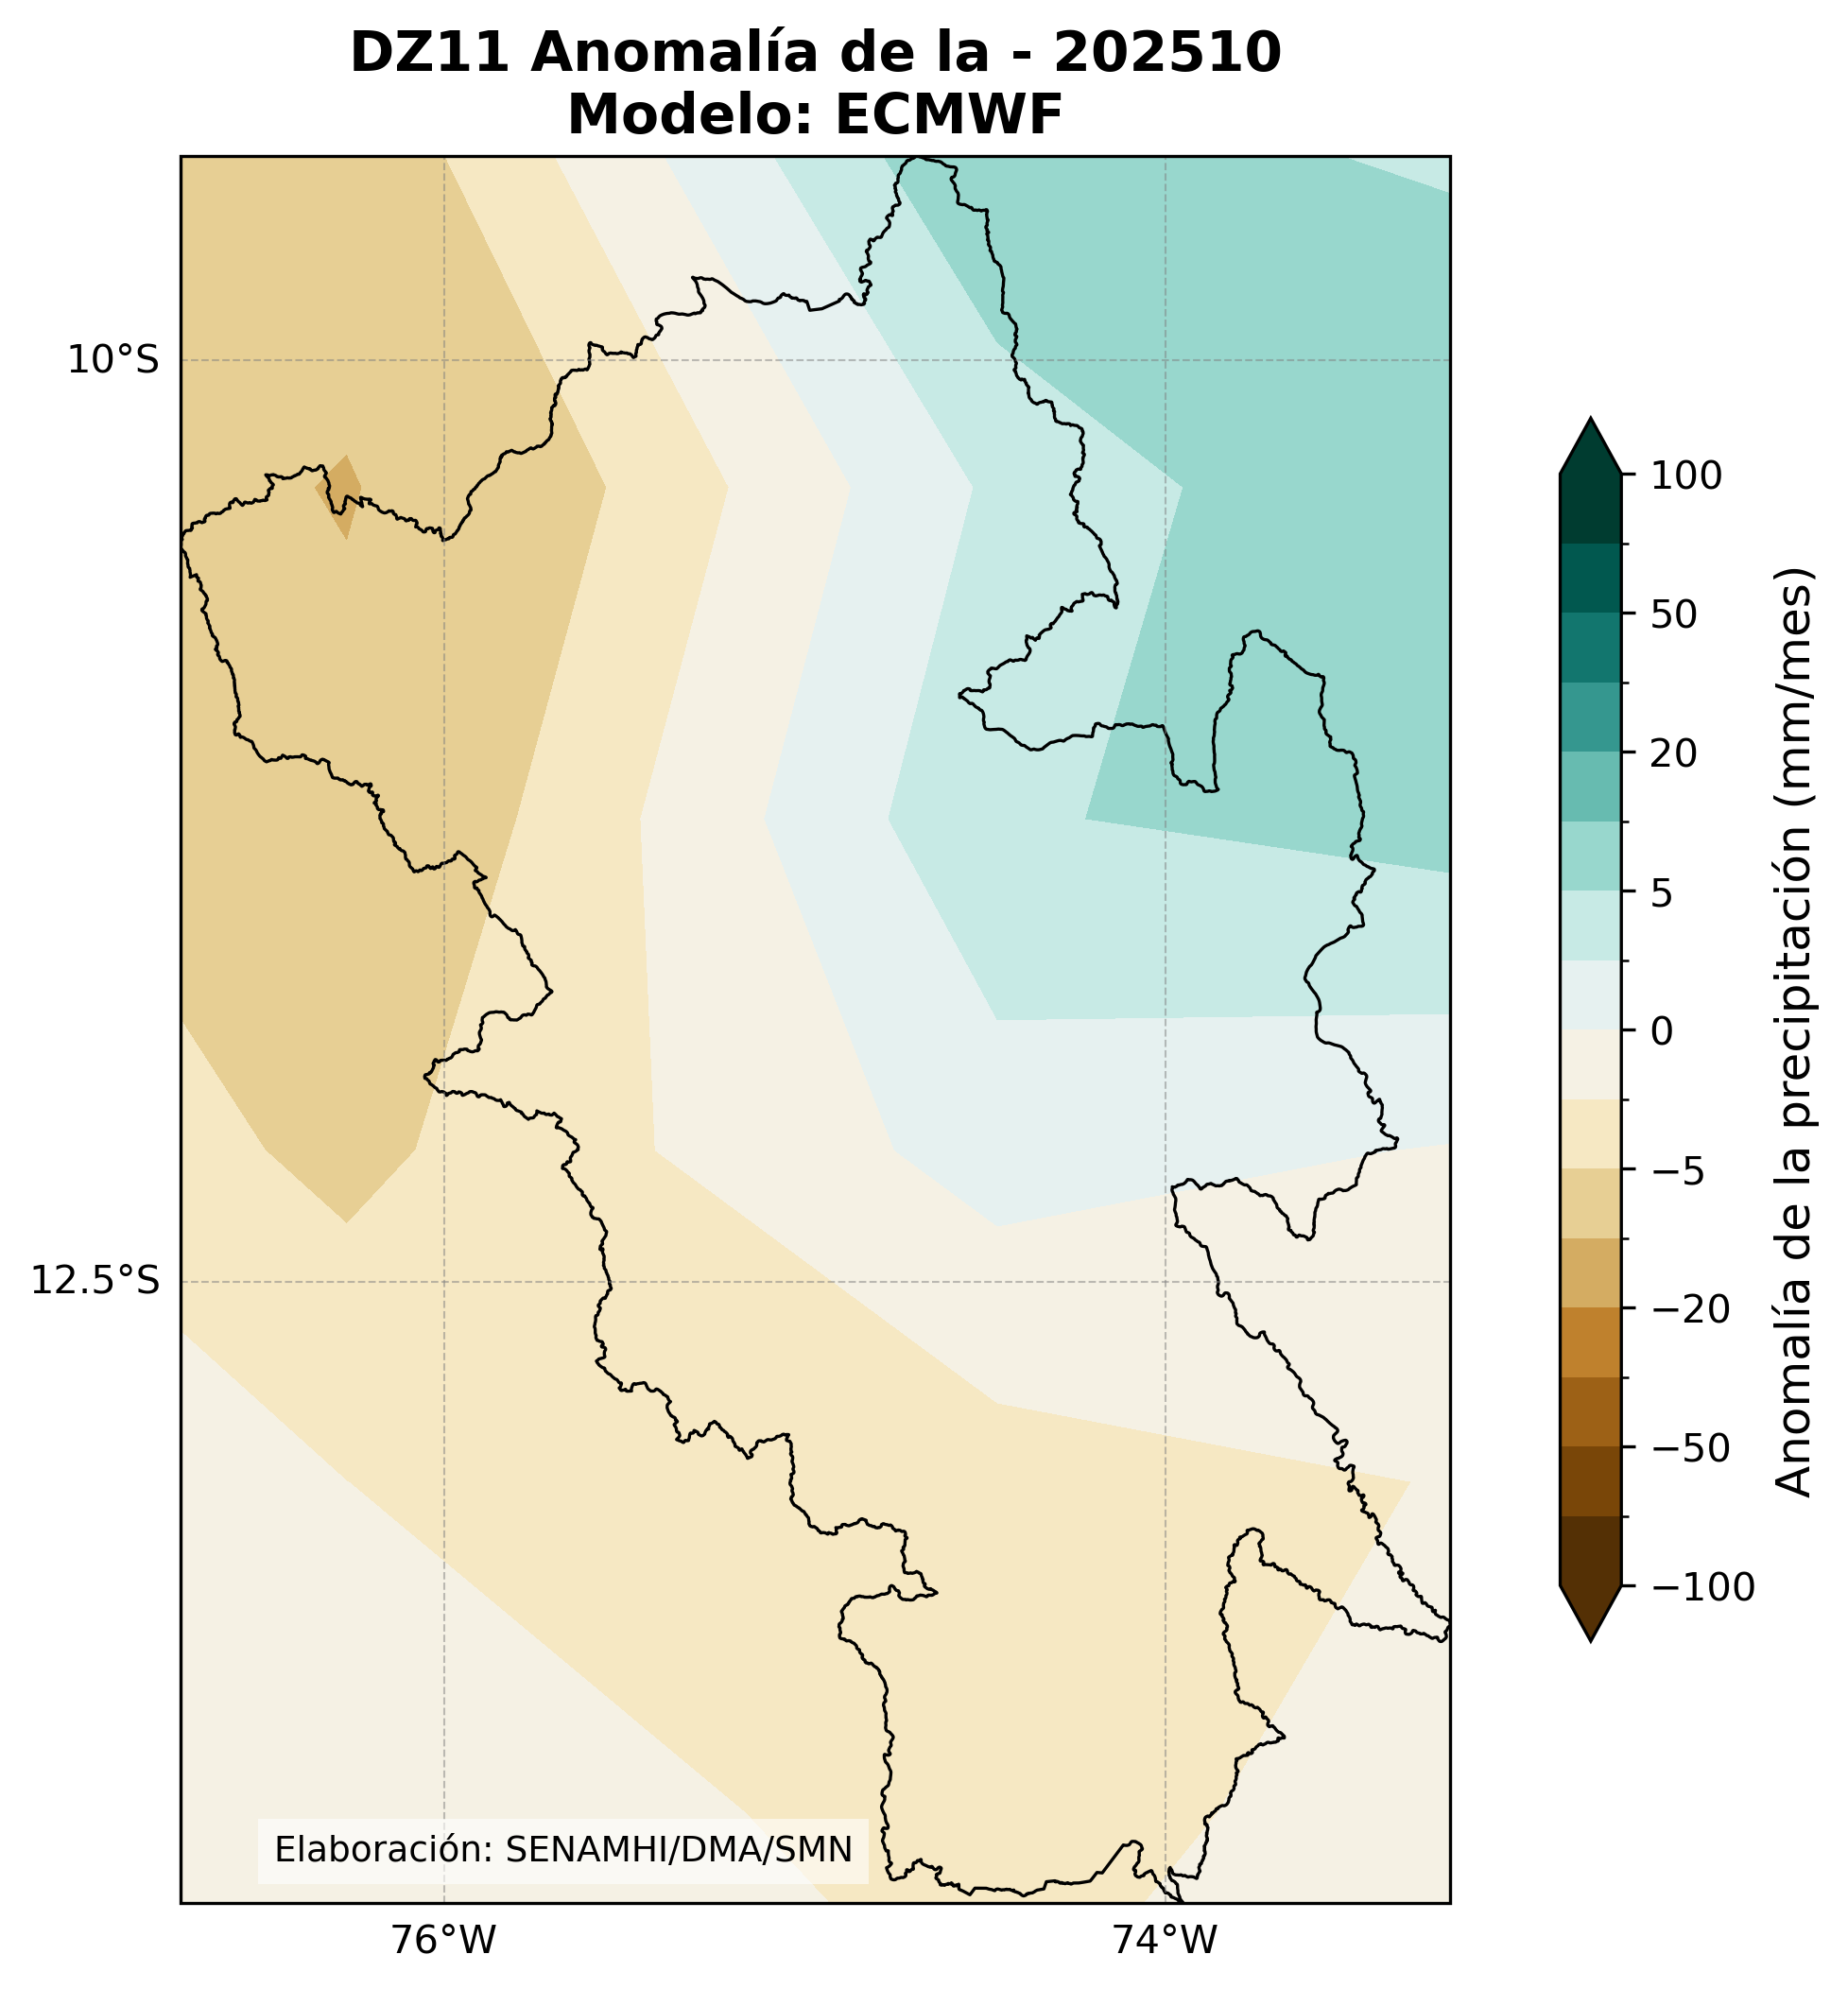 DZ11 Anomalía de la - 202510
Modelo: ECMWF
10°S
12.5°S
76°W
74°W
Elaboración: SENAMHI/DMA/SMN
100
50
20
5
0
−5
−20
−50
−100
Anomalía de la precipitación (mm/mes)